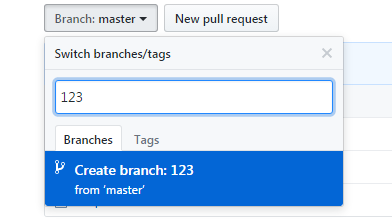 Branch: master
New pull request
Switch branches/tags
123
Branches
Tags
Create branch: 123
from ‘master’